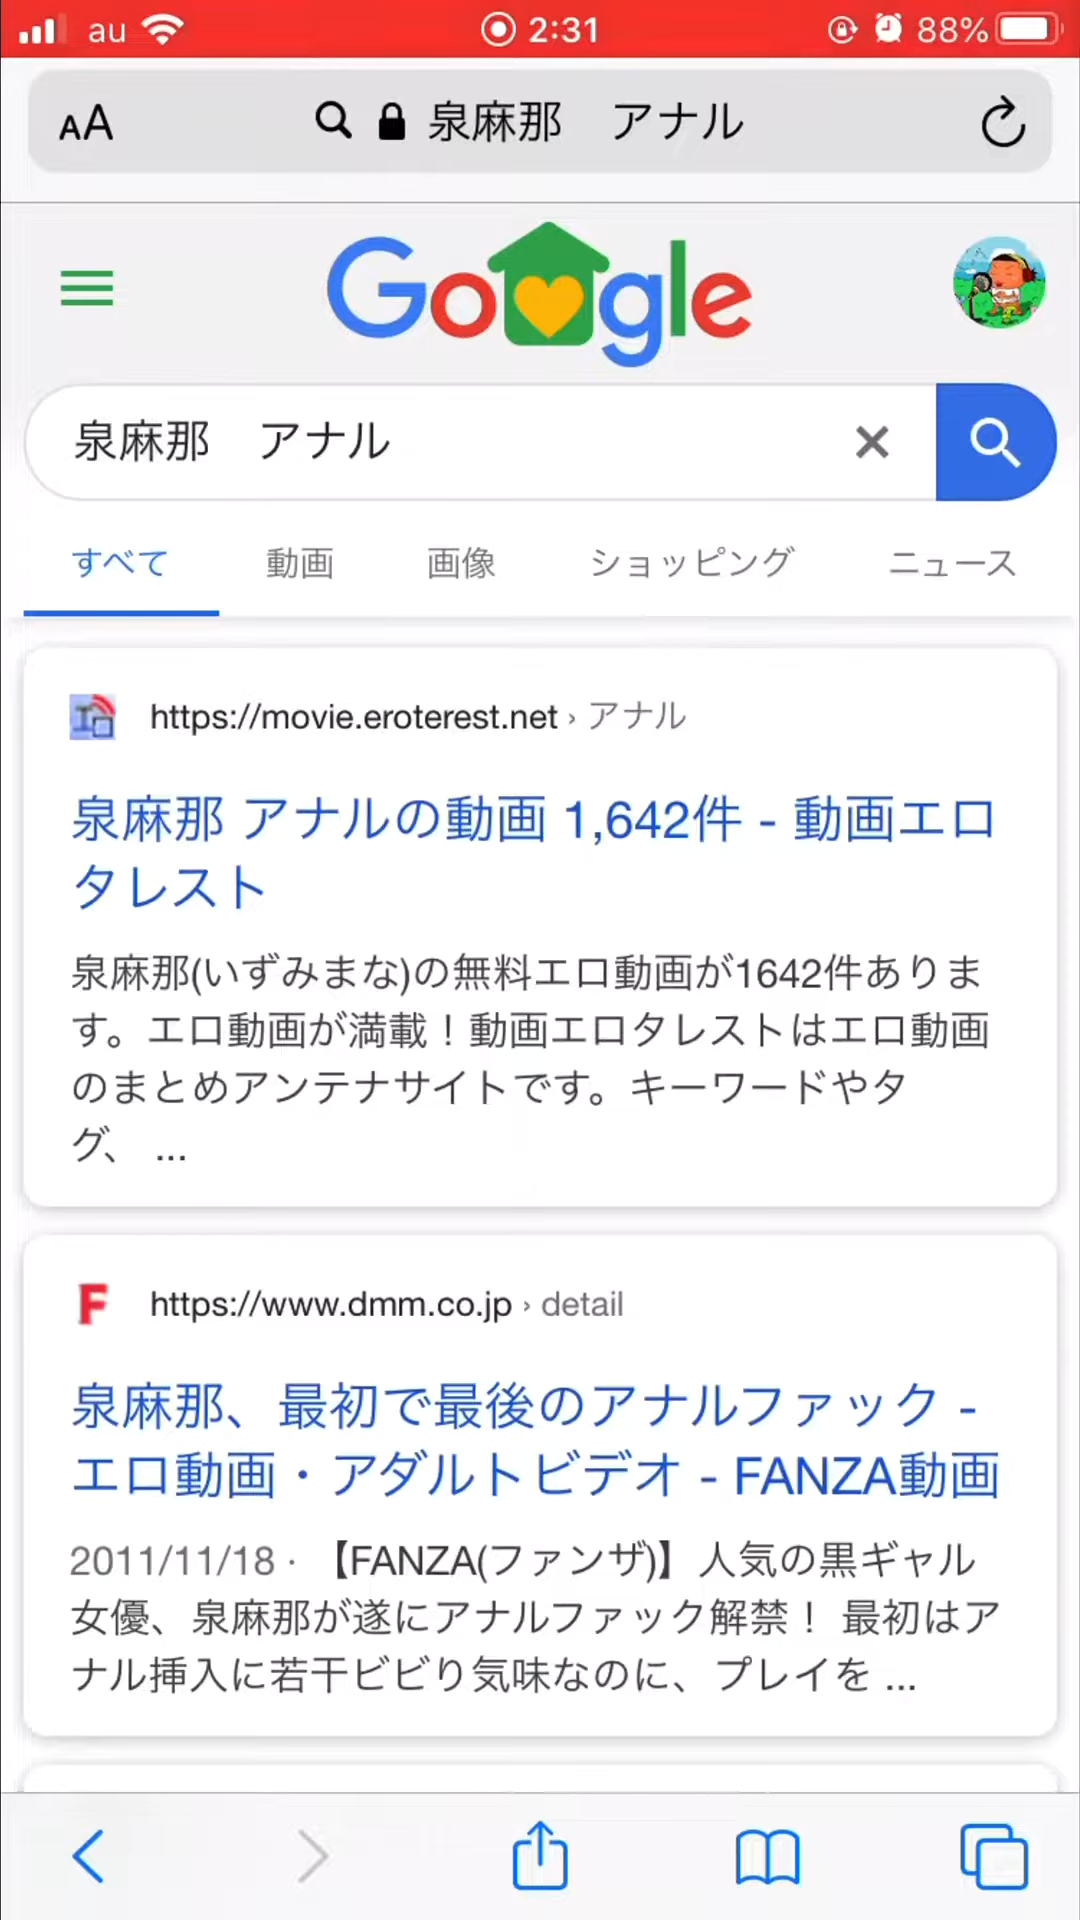 au 2:31 88%
AA 泉麻那　アナル
Google
泉麻那　アナル
すべて 動画 画像 ショッピング ニュース
https://movie.eroterest.net › アナル
泉麻那 アナルの動画 1,642件 - 動画エロ
タレスト
泉麻那(いずみまな)の無料エロ動画が1642件ありま
す。エロ動画が満載！動画エロタレストはエロ動画
のまとめアンテナサイトです。キーワードやタ
グ、 ...
F https://www.dmm.co.jp › detail
泉麻那、最初で最後のアナルファック -
エロ動画・アダルトビデオ - FANZA動画
2011/11/18 · 【FANZA(ファンザ)】人気の黒ギャル
女優、泉麻那が遂にアナルファック解禁！ 最初はア
ナル挿入に若干ビビり気味なのに、プレイを ...